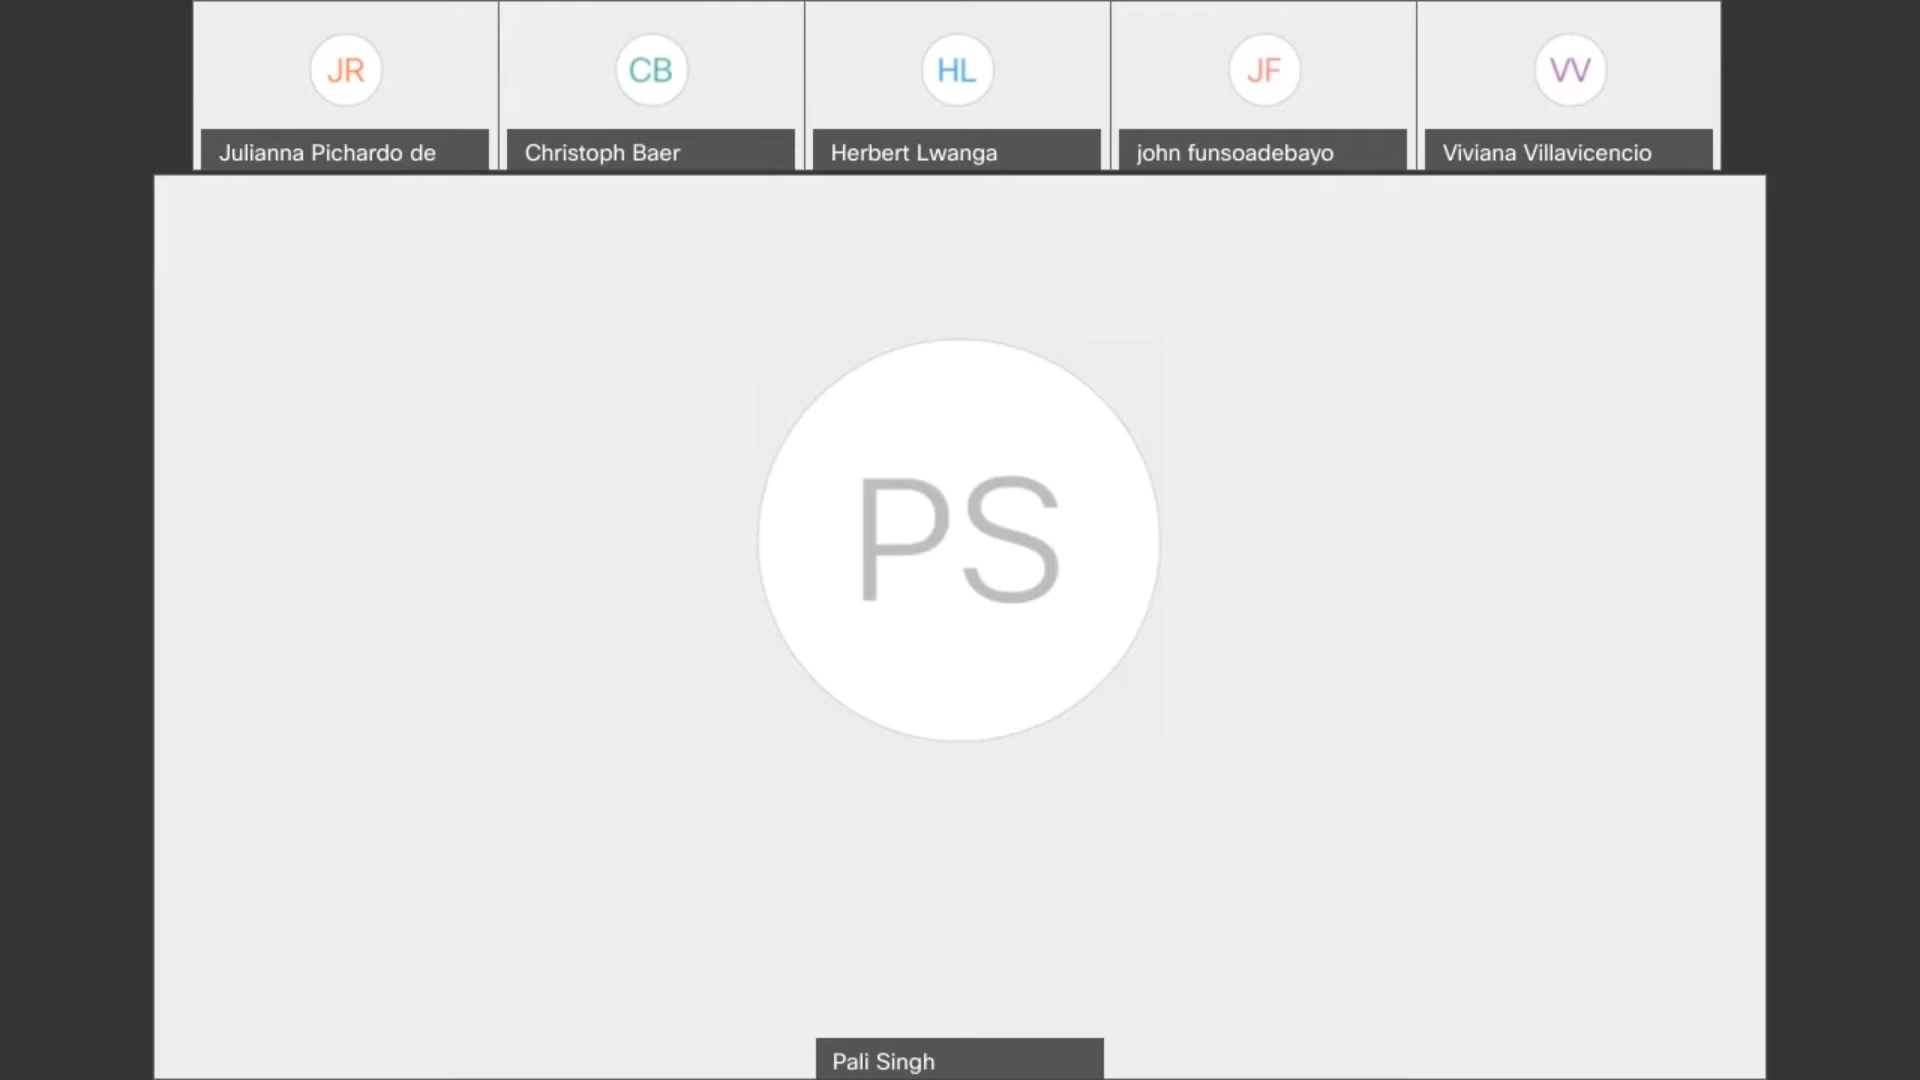 JR
CB
HL
JF
VV
Julianna Pichardo de
Christoph Baer
Herbert Lwanga
john funsoadebayo
Viviana Villavicencio
PS
Pali Singh